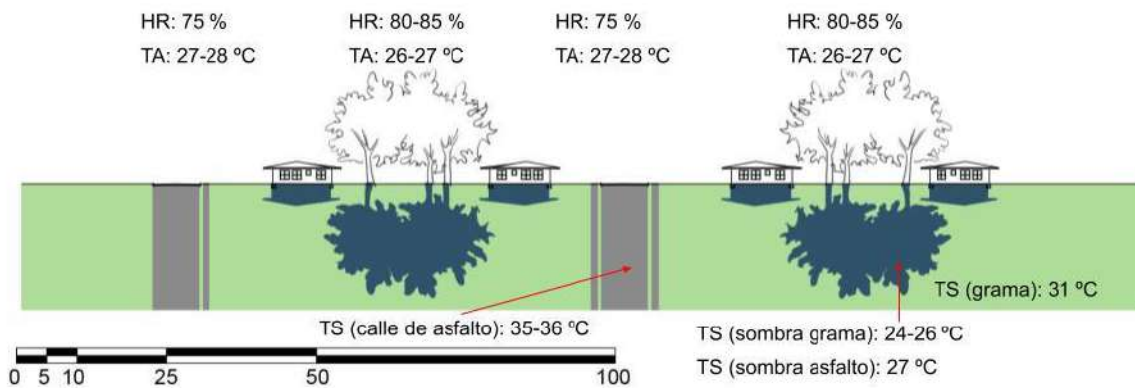 HR: 75 %
TA: 27-28 ºC
HR: 80-85 %
TA: 26-27 ºC
HR: 75 %
TA: 27-28 ºC
HR: 80-85 %
TA: 26-27 ºC
TS (grama): 31 ºC
TS (calle de asfalto): 35-36 ºC
TS (sombra grama): 24-26 ºC
TS (sombra asfalto): 27 ºC
0 5 10 25 50 100